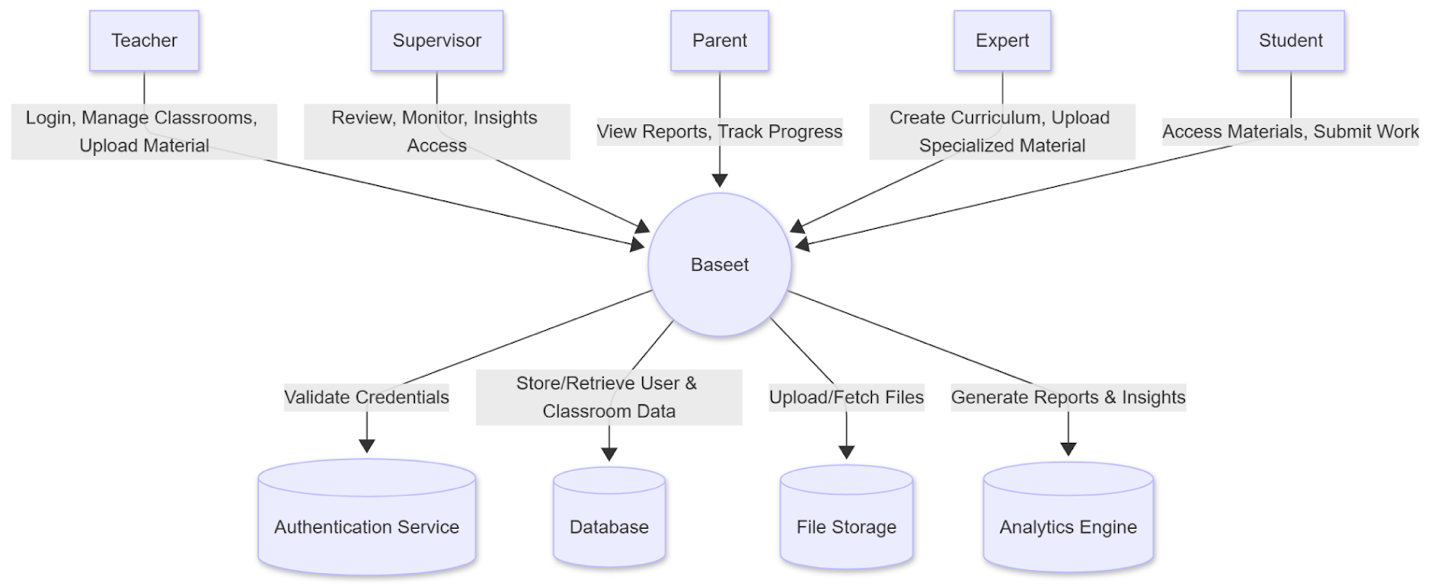 Teacher
Supervisor
Parent
Expert
Student
Login, Manage Classrooms,
Upload Material
Review, Monitor, Insights
Access
View Reports, Track Progress
Create Curriculum, Upload
Specialized Material
Access Materials, Submit Work
Baseet
Validate Credentials
Store/Retrieve User &
Classroom Data
Upload/Fetch Files
Generate Reports & Insights
Authentication Service
Database
File Storage
Analytics Engine